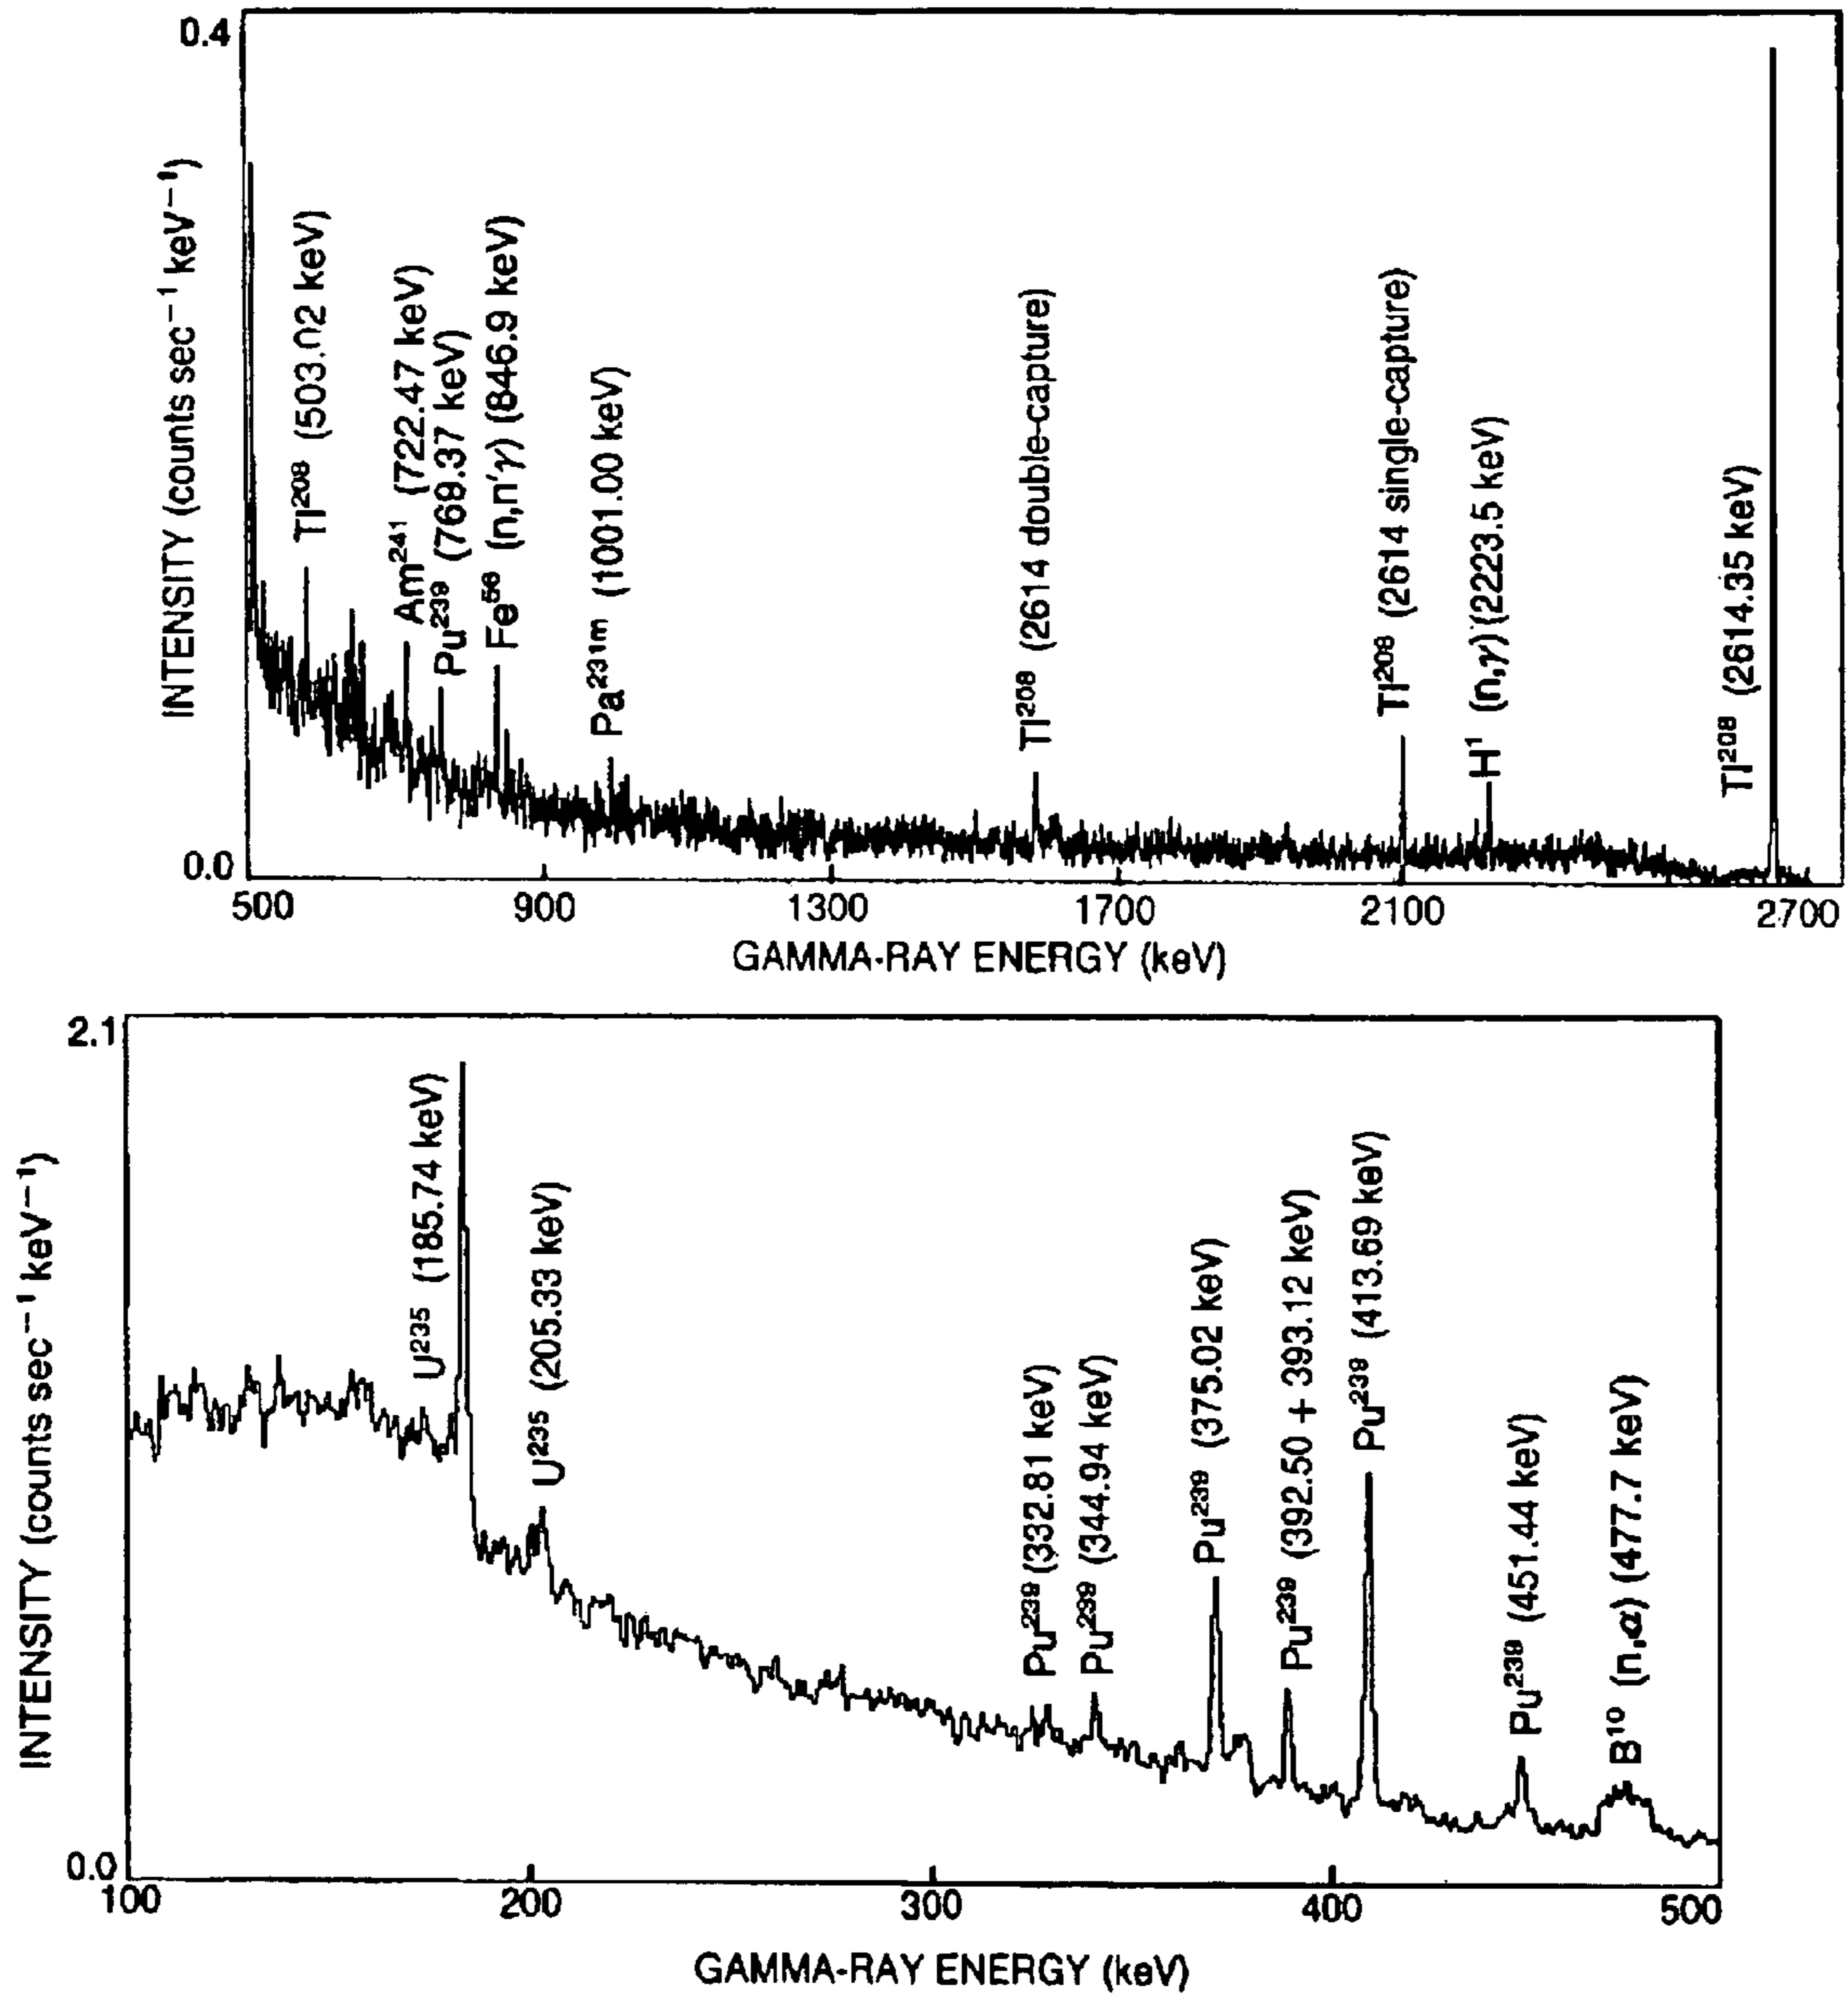 0.4
INTENSITY (counts sec⁻¹ keV⁻¹)
Tl²⁰⁸ (503.02 keV)
Am²⁴¹ (722.47 keV)
Pu²³⁹ (769.37 keV)
Fe⁵⁶ (n,n'γ) (846.9 keV)
Pa²³¹ᵐ (1001.00 keV)
Tl²⁰⁸ (2614 double-capture)
Tl²⁰⁸ (2614 single-capture)
H¹ (n,γ) (2223.5 keV)
Tl²⁰⁸ (2614.35 keV)
0.0
500 900 1300 1700 2100 2700
GAMMA-RAY ENERGY (keV)
2.1
INTENSITY (counts sec⁻¹ keV⁻¹)
U²³⁵ (185.74 keV)
U²³⁵ (205.33 keV)
Pu²³⁹ (332.81 keV)
Pu²³⁹ (344.94 keV)
Pu²³⁹ (375.02 keV)
Pu²³⁹ (392.50 + 393.12 keV)
Pu²³⁹ (413.69 keV)
Pu²³⁹ (451.44 keV)
B¹⁰ (n,α) (477.7 keV)
0.0
100 200 300 400 500
GAMMA-RAY ENERGY (keV)